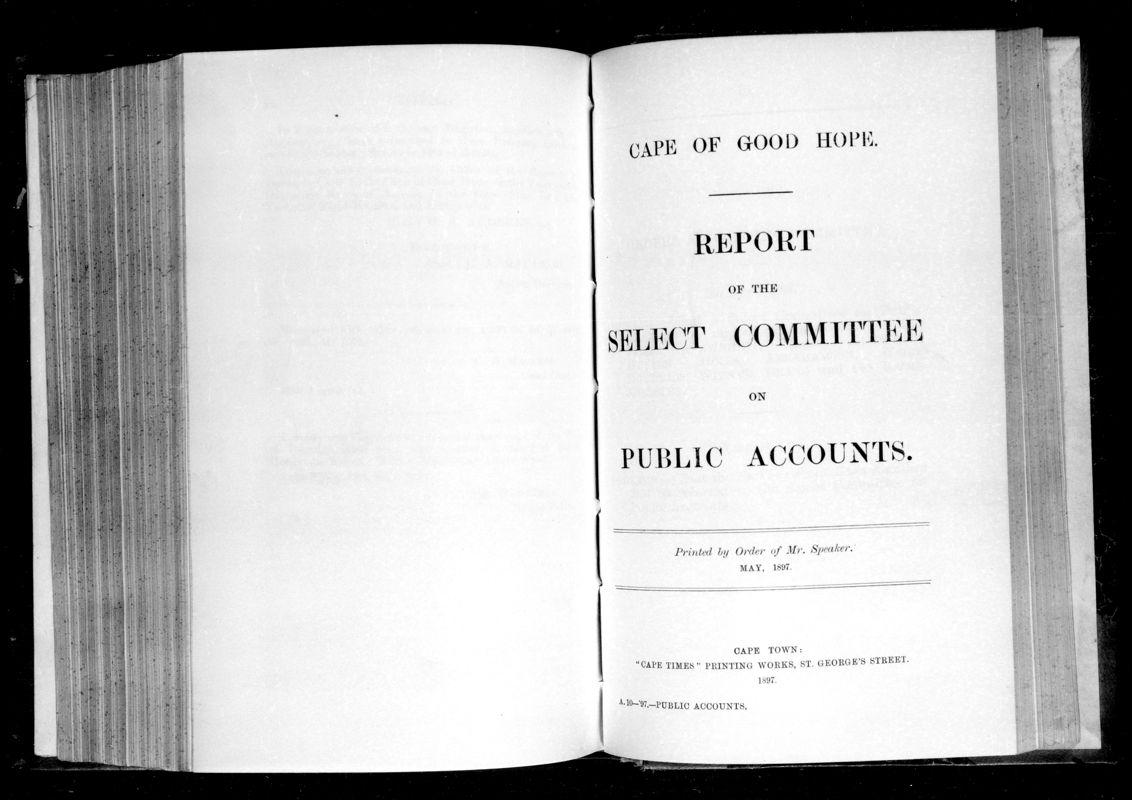 CAPE OF GOOD HOPE.
REPORT
OF THE
SELECT COMMITTEE
ON
PUBLIC ACCOUNTS.
Printed by Order of Mr. Speaker.
MAY, 1897.
CAPE TOWN:
"CAPE TIMES" PRINTING WORKS, ST. GEORGE'S STREET.
1897.
A.10—'97.—PUBLIC ACCOUNTS.